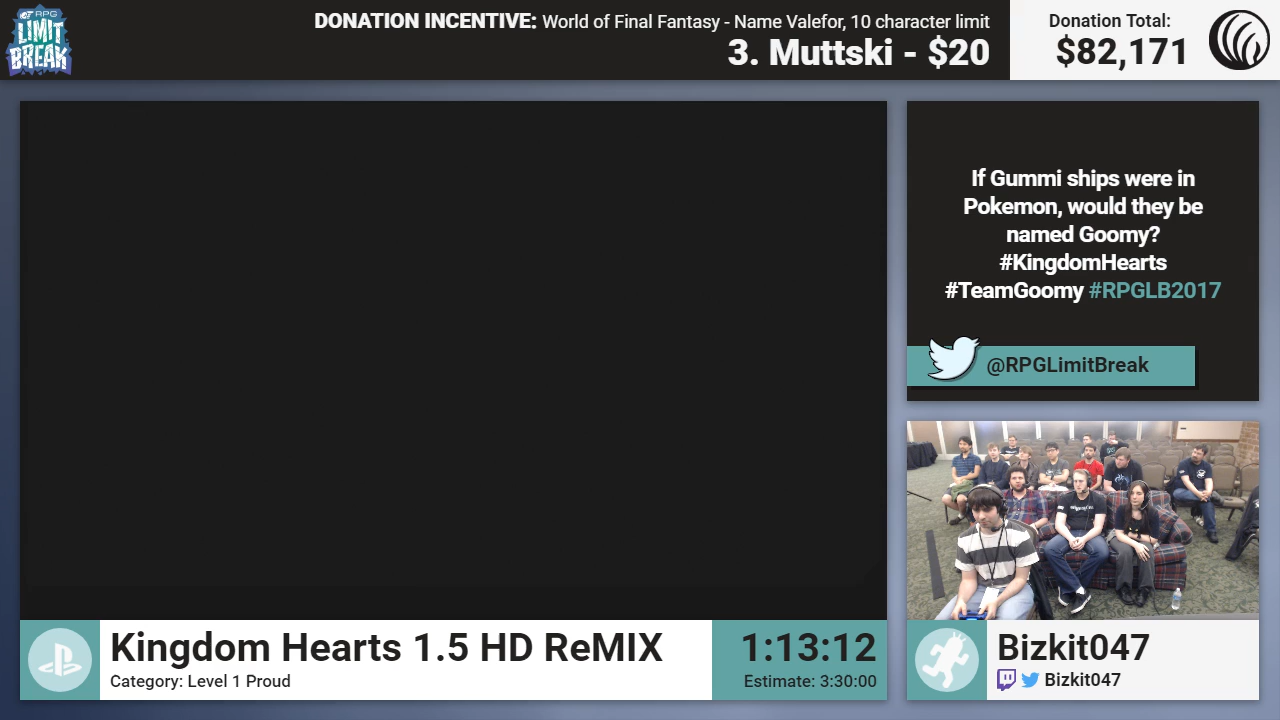 RPG
LIMIT
BREAK
DONATION INCENTIVE: World of Final Fantasy - Name Valefor, 10 character limit
3. Muttski - $20
Donation Total:
$82,171
If Gummi ships were in
Pokemon, would they be
named Goomy?
#KingdomHearts
#TeamGoomy #RPGLB2017
@RPGLimitBreak
Kingdom Hearts 1.5 HD ReMIX
Category: Level 1 Proud
1:13:12
Estimate: 3:30:00
Bizkit047
Bizkit047